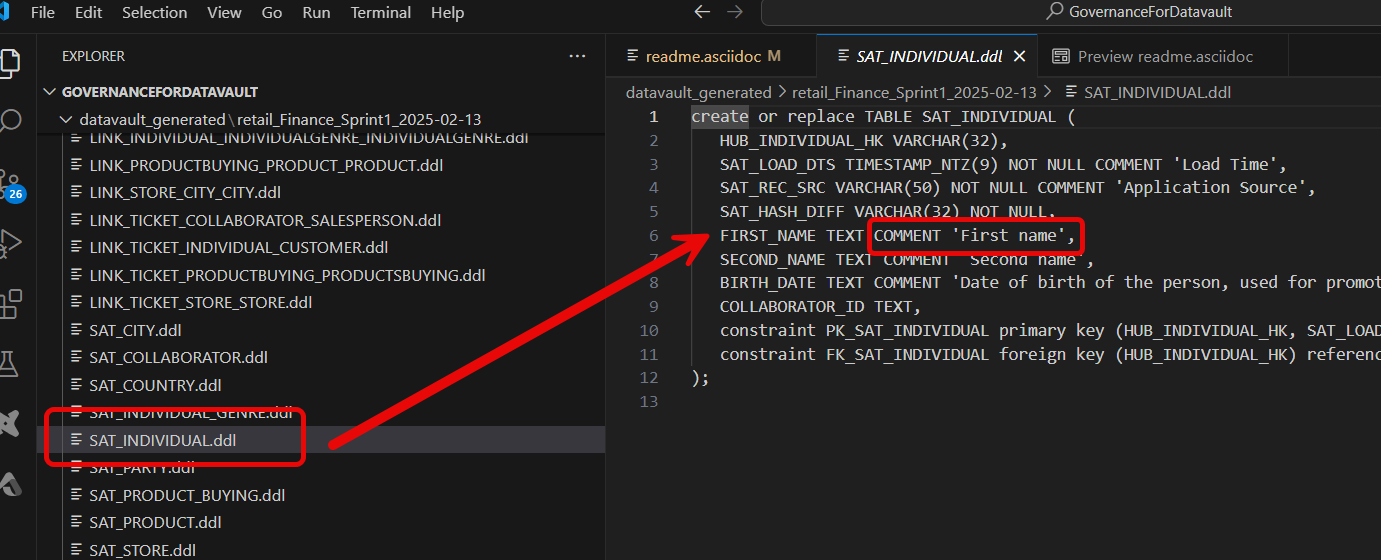 File Edit Selection View Go Run Terminal Help
GovernanceForDatavault
EXPLORER
GOVERNANCEFORDATAVAULT
datavault_generated\retail_Finance_Sprint1_2025-02-13
LINK_INDIVIDUAL_INDIVIDUALGENRE_INDIVIDUALGENRE.ddl
LINK_PRODUCTBUYING_PRODUCT_PRODUCT.ddl
LINK_STORE_CITY_CITY.ddl
LINK_TICKET_COLLABORATOR_SALESPERSON.ddl
LINK_TICKET_INDIVIDUAL_CUSTOMER.ddl
LINK_TICKET_PRODUCTBUYING_PRODUCTSBUYING.ddl
LINK_TICKET_STORE_STORE.ddl
SAT_CITY.ddl
SAT_COLLABORATOR.ddl
SAT_COUNTRY.ddl
SAT_INDIVIDUAL_GENRE.ddl
SAT_INDIVIDUAL.ddl
SAT_PARTY.ddl
SAT_PRODUCT_BUYING.ddl
SAT_PRODUCT.ddl
SAT_STORE.ddl
26
readme.asciidoc M
SAT_INDIVIDUAL.ddl
Preview readme.asciidoc
datavault_generated > retail_Finance_Sprint1_2025-02-13 > SAT_INDIVIDUAL.ddl
1 create or replace TABLE SAT_INDIVIDUAL (
2 HUB_INDIVIDUAL_HK VARCHAR(32),
3 SAT_LOAD_DTS TIMESTAMP_NTZ(9) NOT NULL COMMENT 'Load Time',
4 SAT_REC_SRC VARCHAR(50) NOT NULL COMMENT 'Application Source',
5 SAT_HASH_DIFF VARCHAR(32) NOT NULL,
6 FIRST_NAME TEXT COMMENT 'First name',
7 SECOND_NAME TEXT COMMENT 'Second name',
8 BIRTH_DATE TEXT COMMENT 'Date of birth of the person, used for promot
9 COLLABORATOR_ID TEXT,
10 constraint PK_SAT_INDIVIDUAL primary key (HUB_INDIVIDUAL_HK, SAT_LOAD
11 constraint FK_SAT_INDIVIDUAL foreign key (HUB_INDIVIDUAL_HK) referenc
12 );
13